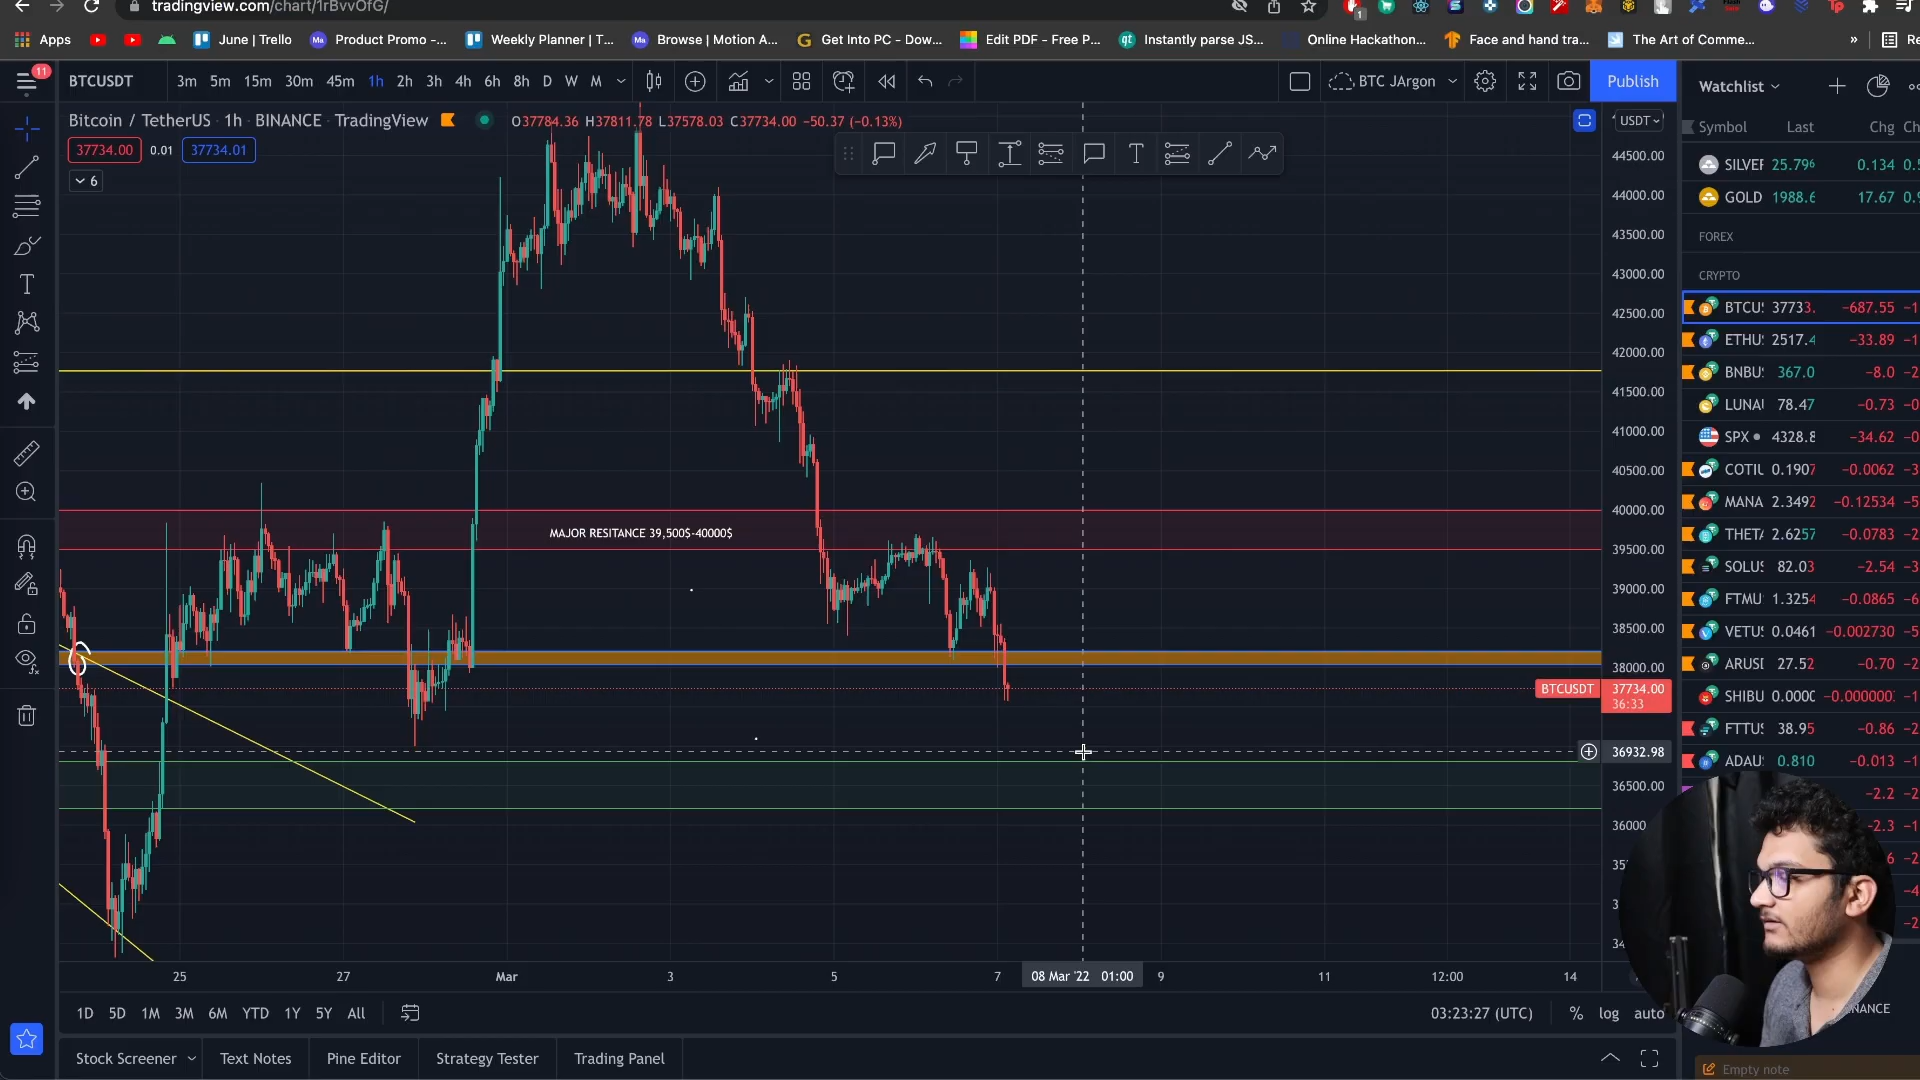 tradingview.com/chart/1rBvvOfG/
Apps
June | Trello
Product Promo -...
Weekly Planner | T...
Browse | Motion A...
Get Into PC - Dow...
Edit PDF - Free P...
Instantly parse JS...
Online Hackathon...
Face and hand tra...
The Art of Comme...
»
11
BTCUSDT
3m 5m 15m 30m 45m 1h 2h 3h 4h 6h 8h D W M
BTC JArgon
Publish
Watchlist
Bitcoin / TetherUS · 1h · BINANCE · TradingView
O37784.36 H37811.78 L37578.03 C37734.00 −50.37 (−0.13%)
USDT
37734.00 0.01 37734.01
6
Symbol Last Chg
SILVER 25.796 0.134
GOLD 1988.6 17.67
FOREX
CRYPTO
BTCU 37733. −687.55
ETHU 2517.4 −33.89
BNBU 367.0 −8.0
LUNA 78.47 −0.73
SPX 4328.8 −34.62
COTI 0.1907 −0.0062
MANA 2.3492 −0.12534
THETA 2.6257 −0.0783
SOLU 82.03 −2.54
FTMU 1.3254 −0.0865
VETU 0.0461 −0.002730
ARUSD 27.52 −0.70
SHIBU 0.0000 −0.000000
FTTU 38.95 −0.86
ADAU 0.810 −0.013
−2.2
44500.00
44000.00
43500.00
43000.00
42500.00
42000.00
41500.00
41000.00
40500.00
40000.00
39500.00
39000.00
38500.00
38000.00
36500.00
36000
MAJOR RESITANCE 39,500$-40000$
BTCUSDT 37734.00
36:33
36932.98
25 27 Mar 3 5 7 08 Mar '22 01:00 9 11 12:00 14
1D 5D 1M 3M 6M YTD 1Y 5Y All
03:23:27 (UTC)
% log auto
Stock Screener
Text Notes
Pine Editor
Strategy Tester
Trading Panel
Empty note